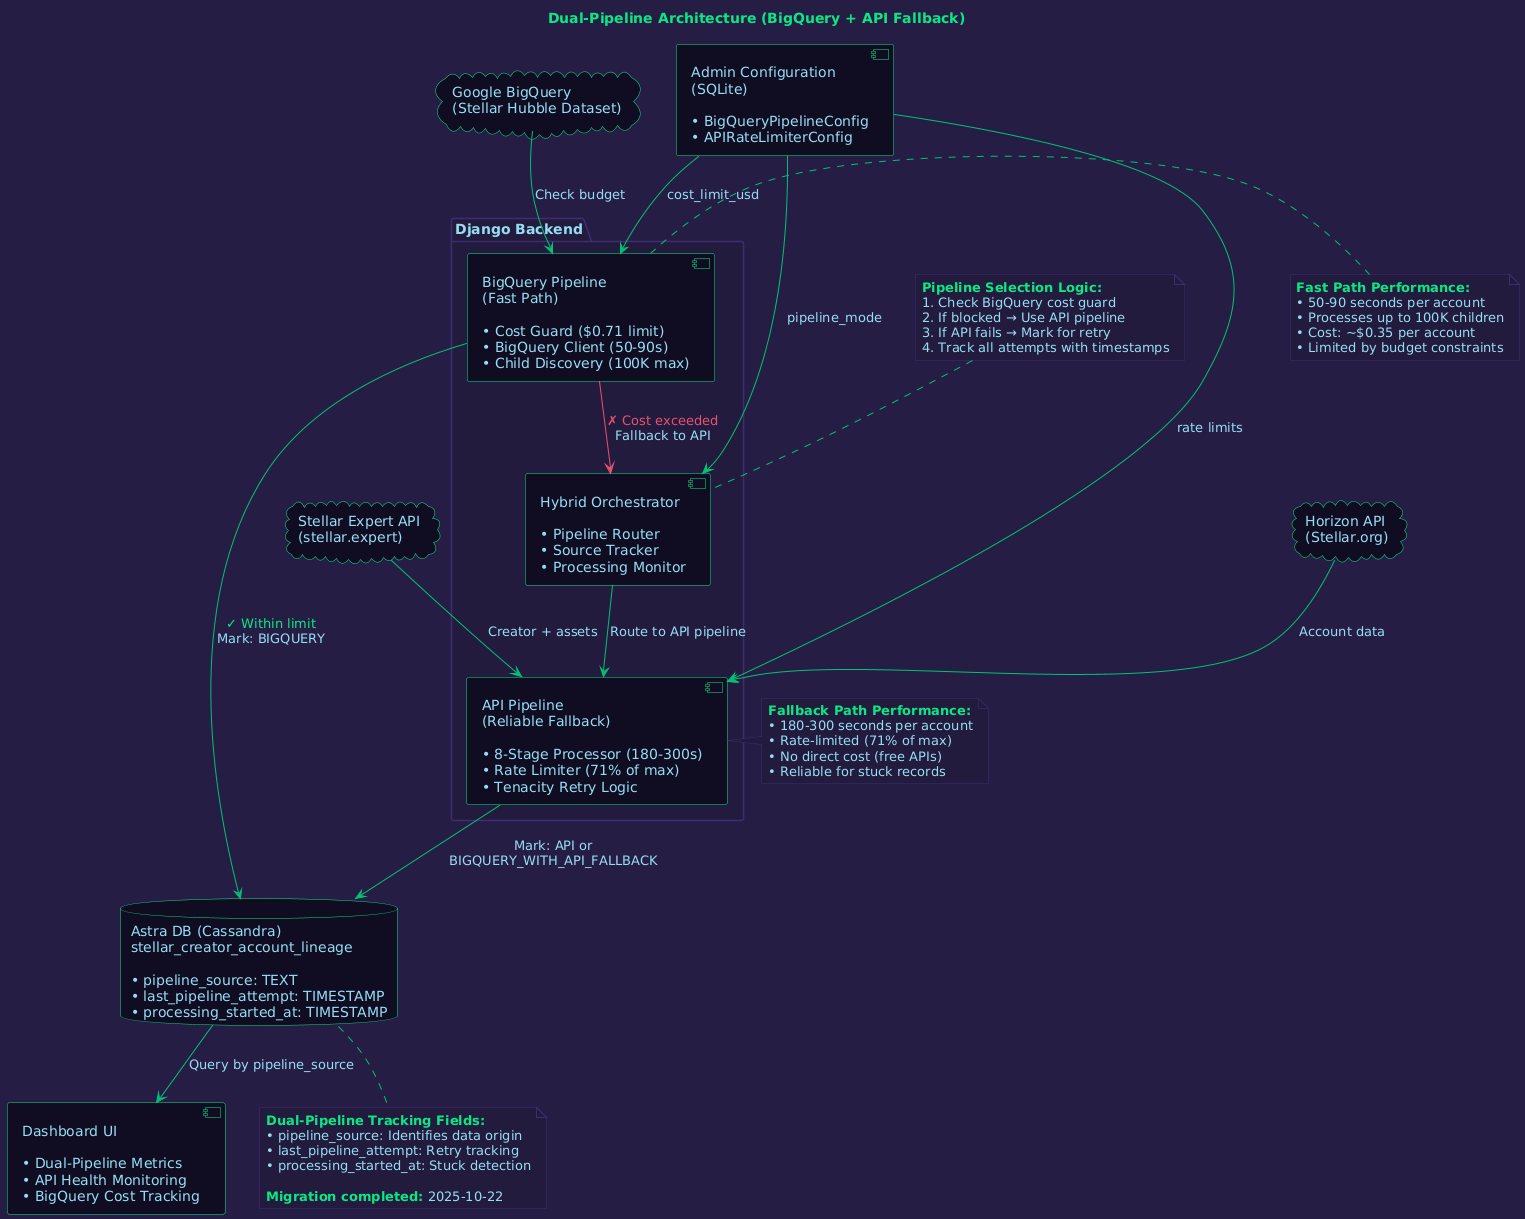 Dual-Pipeline Architecture (BigQuery + API Fallback)
Google BigQuery
(Stellar Hubble Dataset)
Admin Configuration
(SQLite)
• BigQueryPipelineConfig
• APIRateLimiterConfig
Check budget
cost_limit_usd
Django Backend
BigQuery Pipeline
(Fast Path)
• Cost Guard ($0.71 limit)
• BigQuery Client (50-90s)
• Child Discovery (100K max)
pipeline_mode
Pipeline Selection Logic:
1. Check BigQuery cost guard
2. If blocked → Use API pipeline
3. If API fails → Mark for retry
4. Track all attempts with timestamps
Fast Path Performance:
• 50-90 seconds per account
• Processes up to 100K children
• Cost: ~$0.35 per account
• Limited by budget constraints
✗ Cost exceeded
Fallback to API
rate limits
Hybrid Orchestrator
• Pipeline Router
• Source Tracker
• Processing Monitor
Stellar Expert API
(stellar.expert)
Horizon API
(Stellar.org)
✓ Within limit
Mark: BIGQUERY
Creator + assets
Route to API pipeline
Account data
API Pipeline
(Reliable Fallback)
• 8-Stage Processor (180-300s)
• Rate Limiter (71% of max)
• Tenacity Retry Logic
Fallback Path Performance:
• 180-300 seconds per account
• Rate-limited (71% of max)
• No direct cost (free APIs)
• Reliable for stuck records
Mark: API or
BIGQUERY_WITH_API_FALLBACK
Astra DB (Cassandra)
stellar_creator_account_lineage
• pipeline_source: TEXT
• last_pipeline_attempt: TIMESTAMP
• processing_started_at: TIMESTAMP
Query by pipeline_source
Dashboard UI
• Dual-Pipeline Metrics
• API Health Monitoring
• BigQuery Cost Tracking
Dual-Pipeline Tracking Fields:
• pipeline_source: Identifies data origin
• last_pipeline_attempt: Retry tracking
• processing_started_at: Stuck detection
Migration completed: 2025-10-22